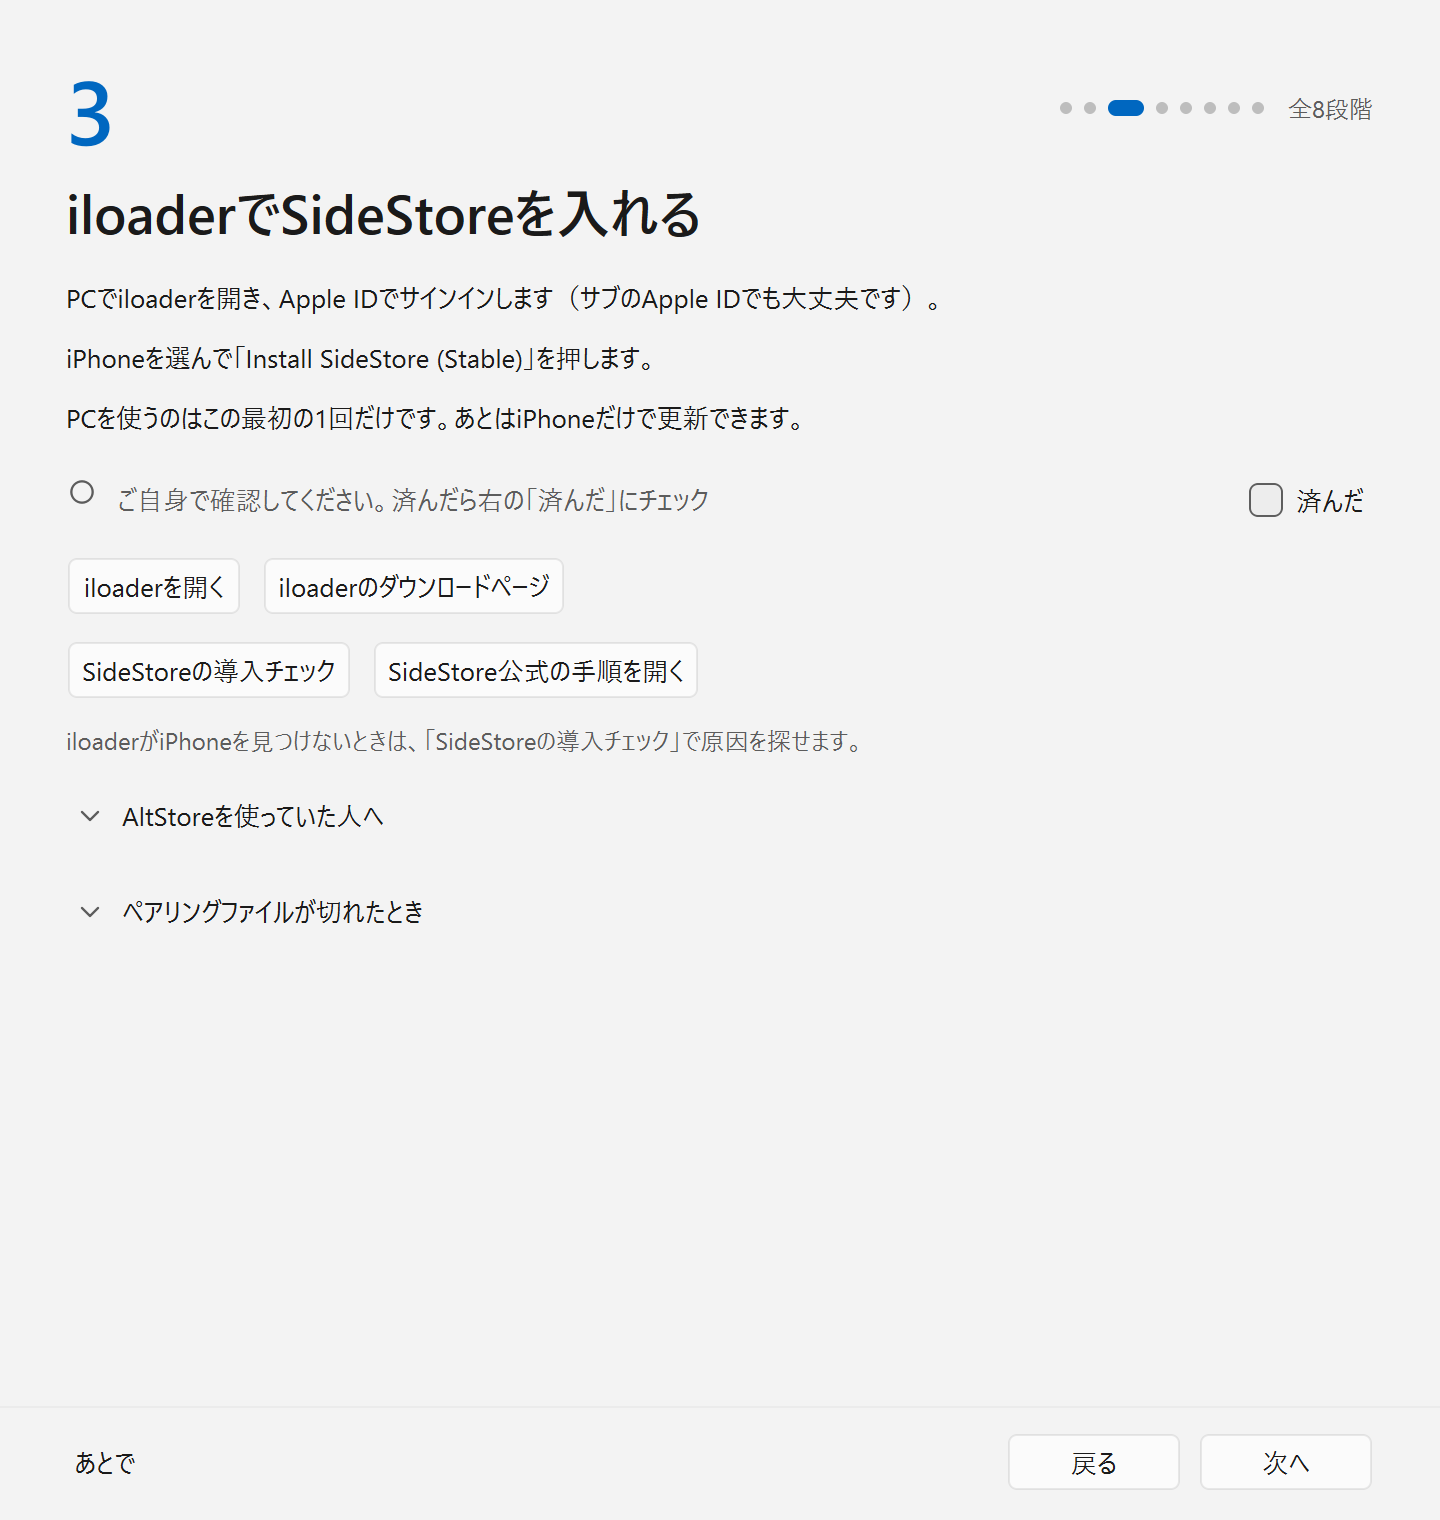 3
全8段階
iloaderでSideStoreを入れる
PCでiloaderを開き、Apple IDでサインインします（サブのApple IDでも大丈夫です）。
iPhoneを選んで「Install SideStore (Stable)」を押します。
PCを使うのはこの最初の1回だけです。あとはiPhoneだけで更新できます。
ご自身で確認してください。済んだら右の「済んだ」にチェック
済んだ
iloaderを開く
iloaderのダウンロードページ
SideStoreの導入チェック
SideStore公式の手順を開く
iloaderがiPhoneを見つけないときは、「SideStoreの導入チェック」で原因を探せます。
AltStoreを使っていた人へ
ペアリングファイルが切れたとき
あとで
戻る
次へ